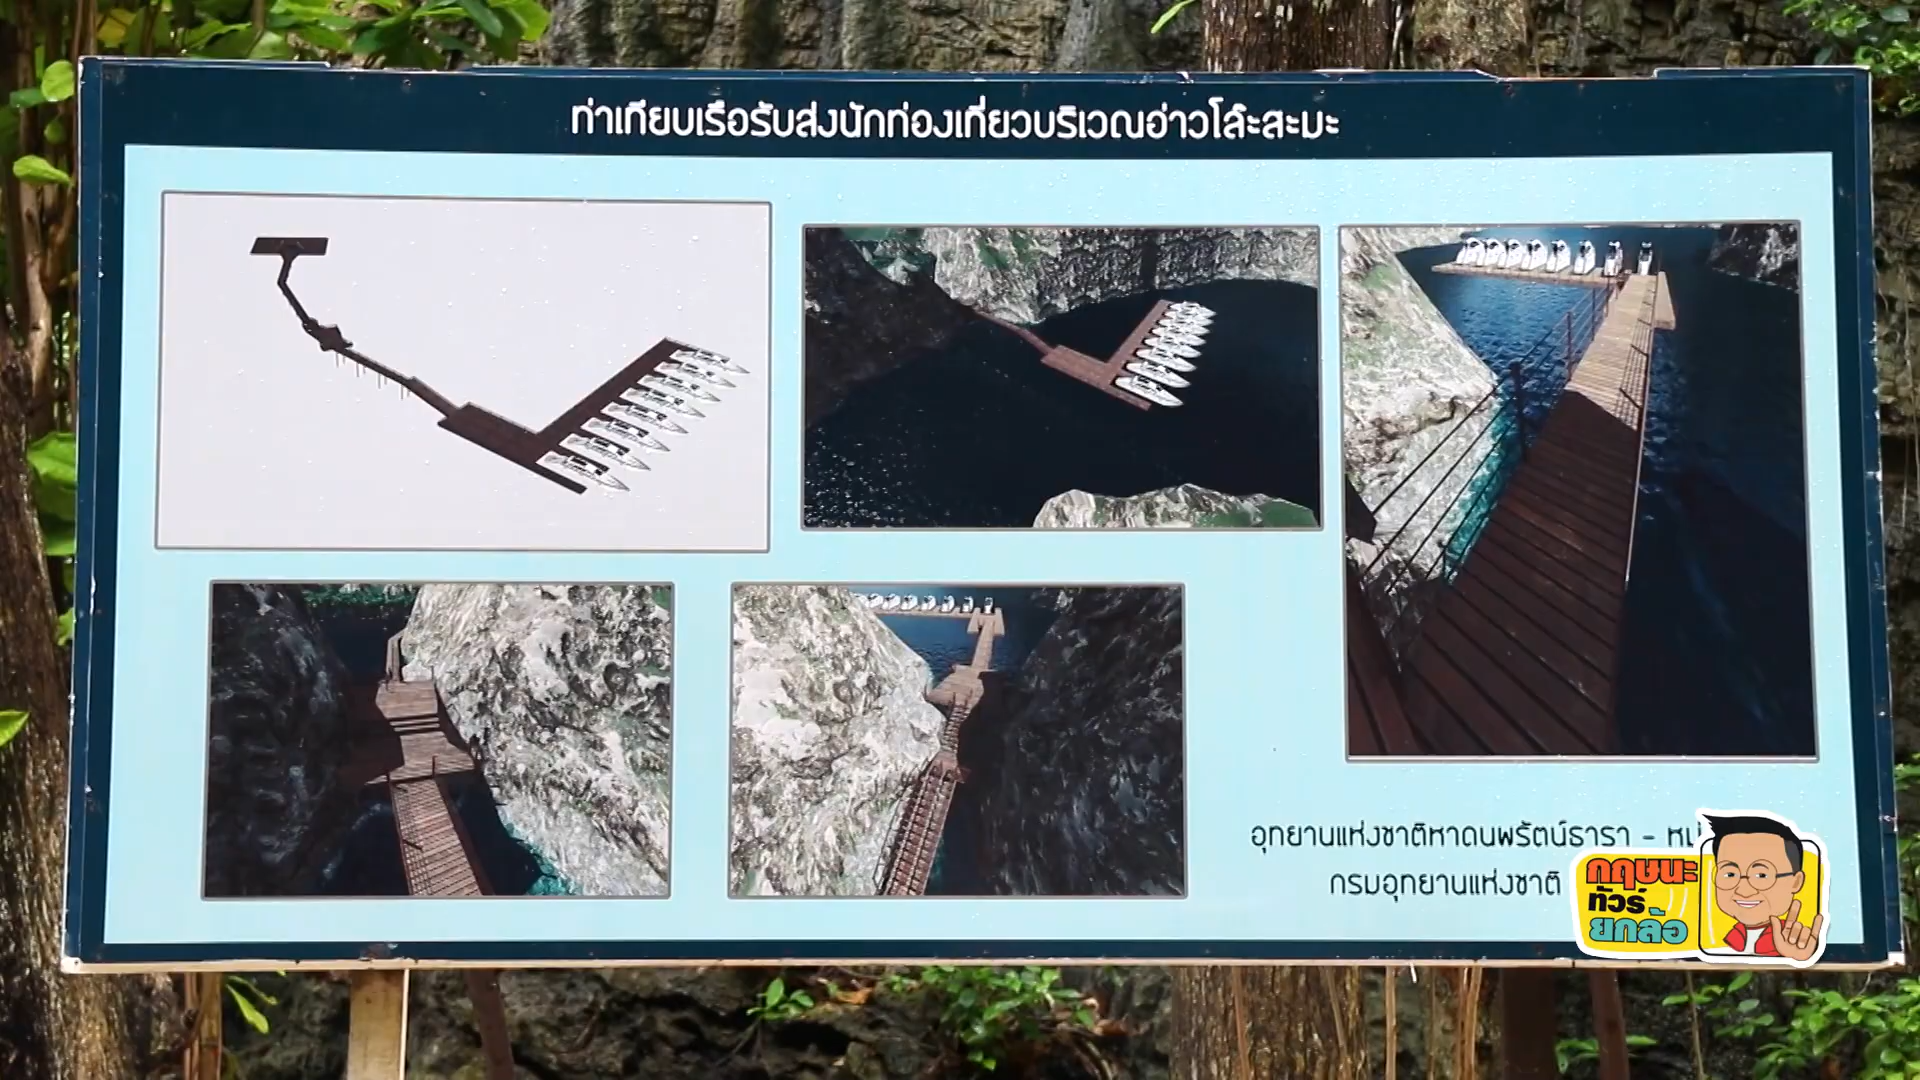 ท่าเทียบเรือรับส่งนักท่องเที่ยวบริเวณอ่าวโล๊ะสะมะ
อุทยานแห่งชาติหาดนพรัตน์ธารา -
กรมอุทยานแห่งชาติ
กฤษนะ
ทัวร์
ยกล้อ